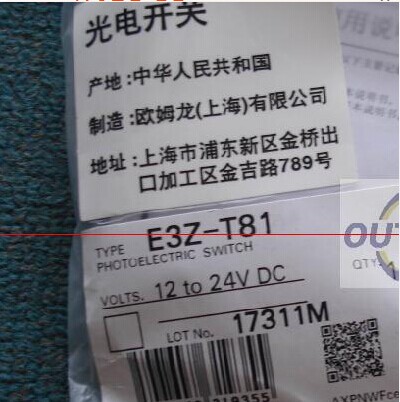 光电开关
产地:中华人民共和国
制造:欧姆龙(上海)有限公司
地址:上海市浦东新区金桥出
口加工区金吉路789号
TYPE E3Z-T81
PHOTOELECTRIC SWITCH
VOLTS. 12 to 24V DC
QTY.
LOT No. 17311M
OUT